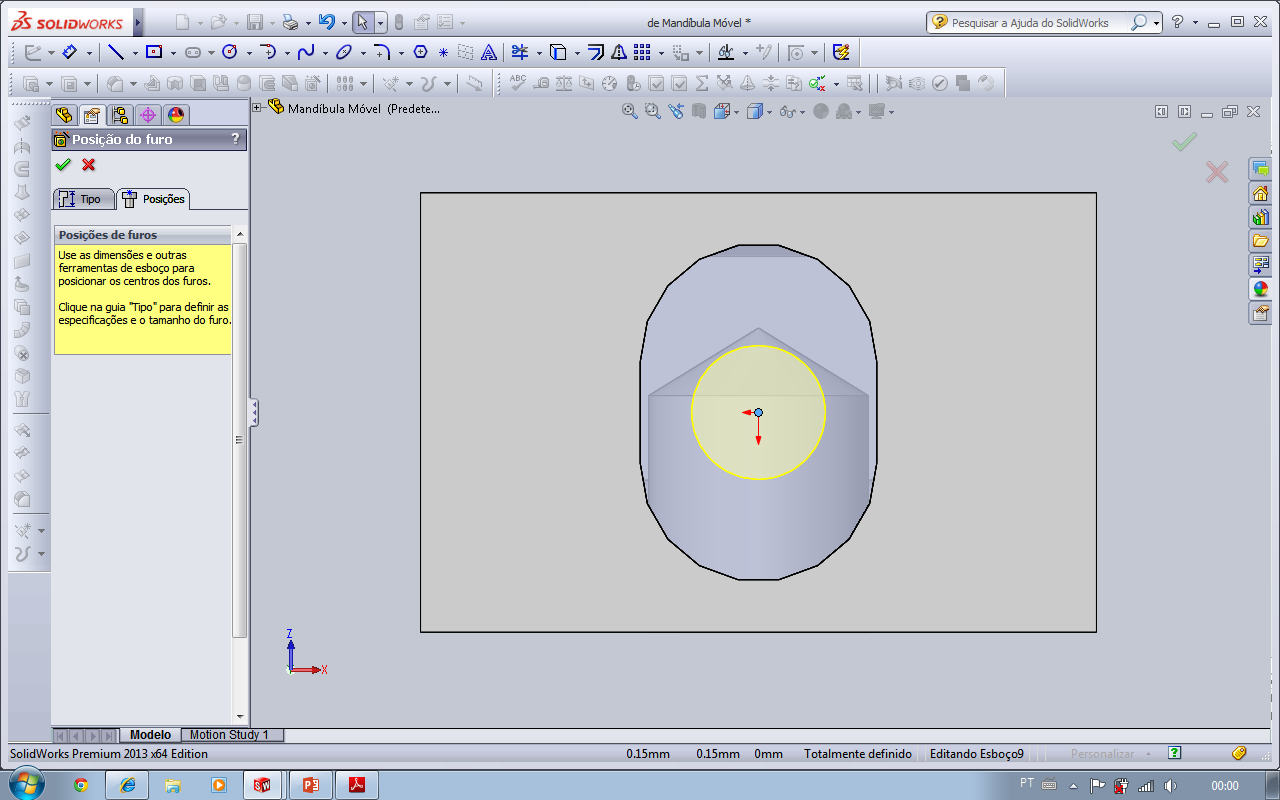 SOLIDWORKS
de Mandíbula Móvel *
Pesquisar a Ajuda do SolidWorks
?
ABC
Mandíbula Móvel (Predete...
Posição do furo
?
Tipo
Posições
Posições de furos
Use as dimensões e outras
ferramentas de esboço para
posicionar os centros dos furos.
Clique na guia "Tipo" para definir as
especificações e o tamanho do furo.
Z
X
Modelo
Motion Study 1
SolidWorks Premium 2013 x64 Edition
0.15mm
0.15mm
0mm
Totalmente definido
Editando Esboço9
Personalizar
?
PT
00:00